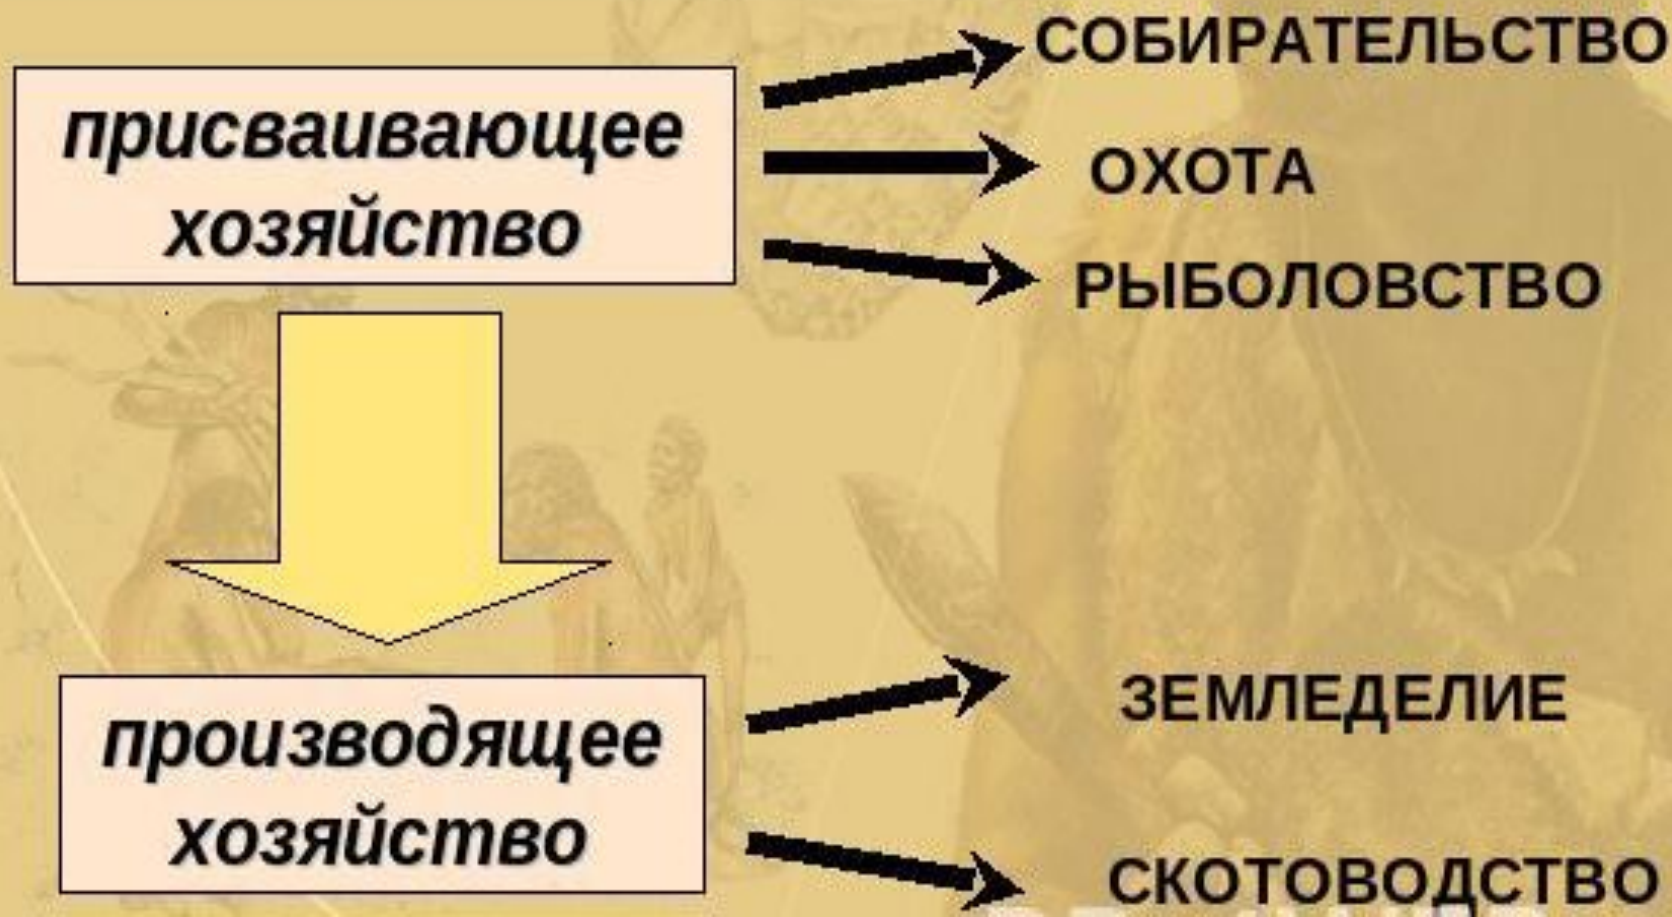 присваивающее
хозяйство
СОБИРАТЕЛЬСТВО
ОХОТА
РЫБОЛОВСТВО
производящее
хозяйство
ЗЕМЛЕДЕЛИЕ
СКОТОВОДСТВО